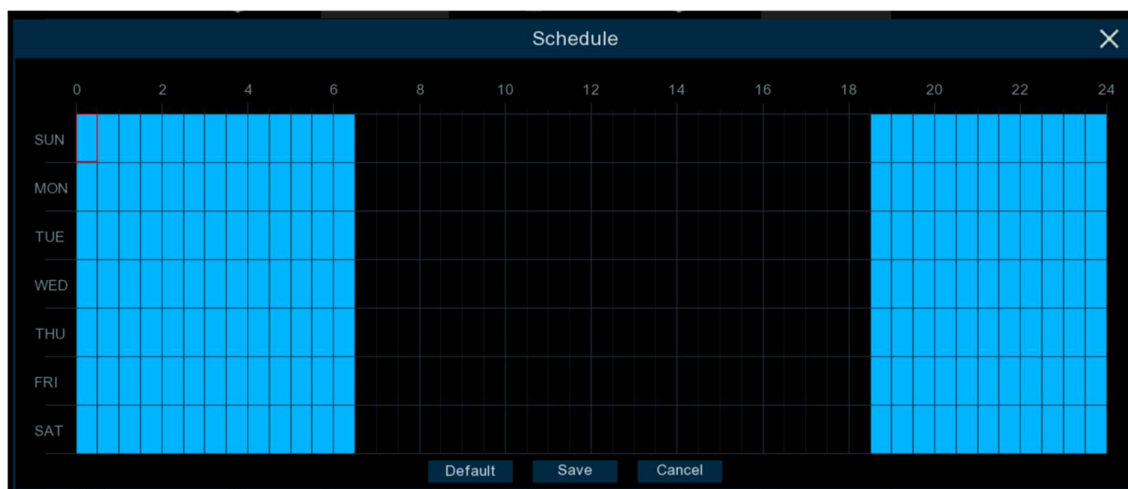 Schedule
0 2 4 6 8 10 12 14 16 18 20 22 24
SUN
MON
TUE
WED
THU
FRI
SAT
Default Save Cancel